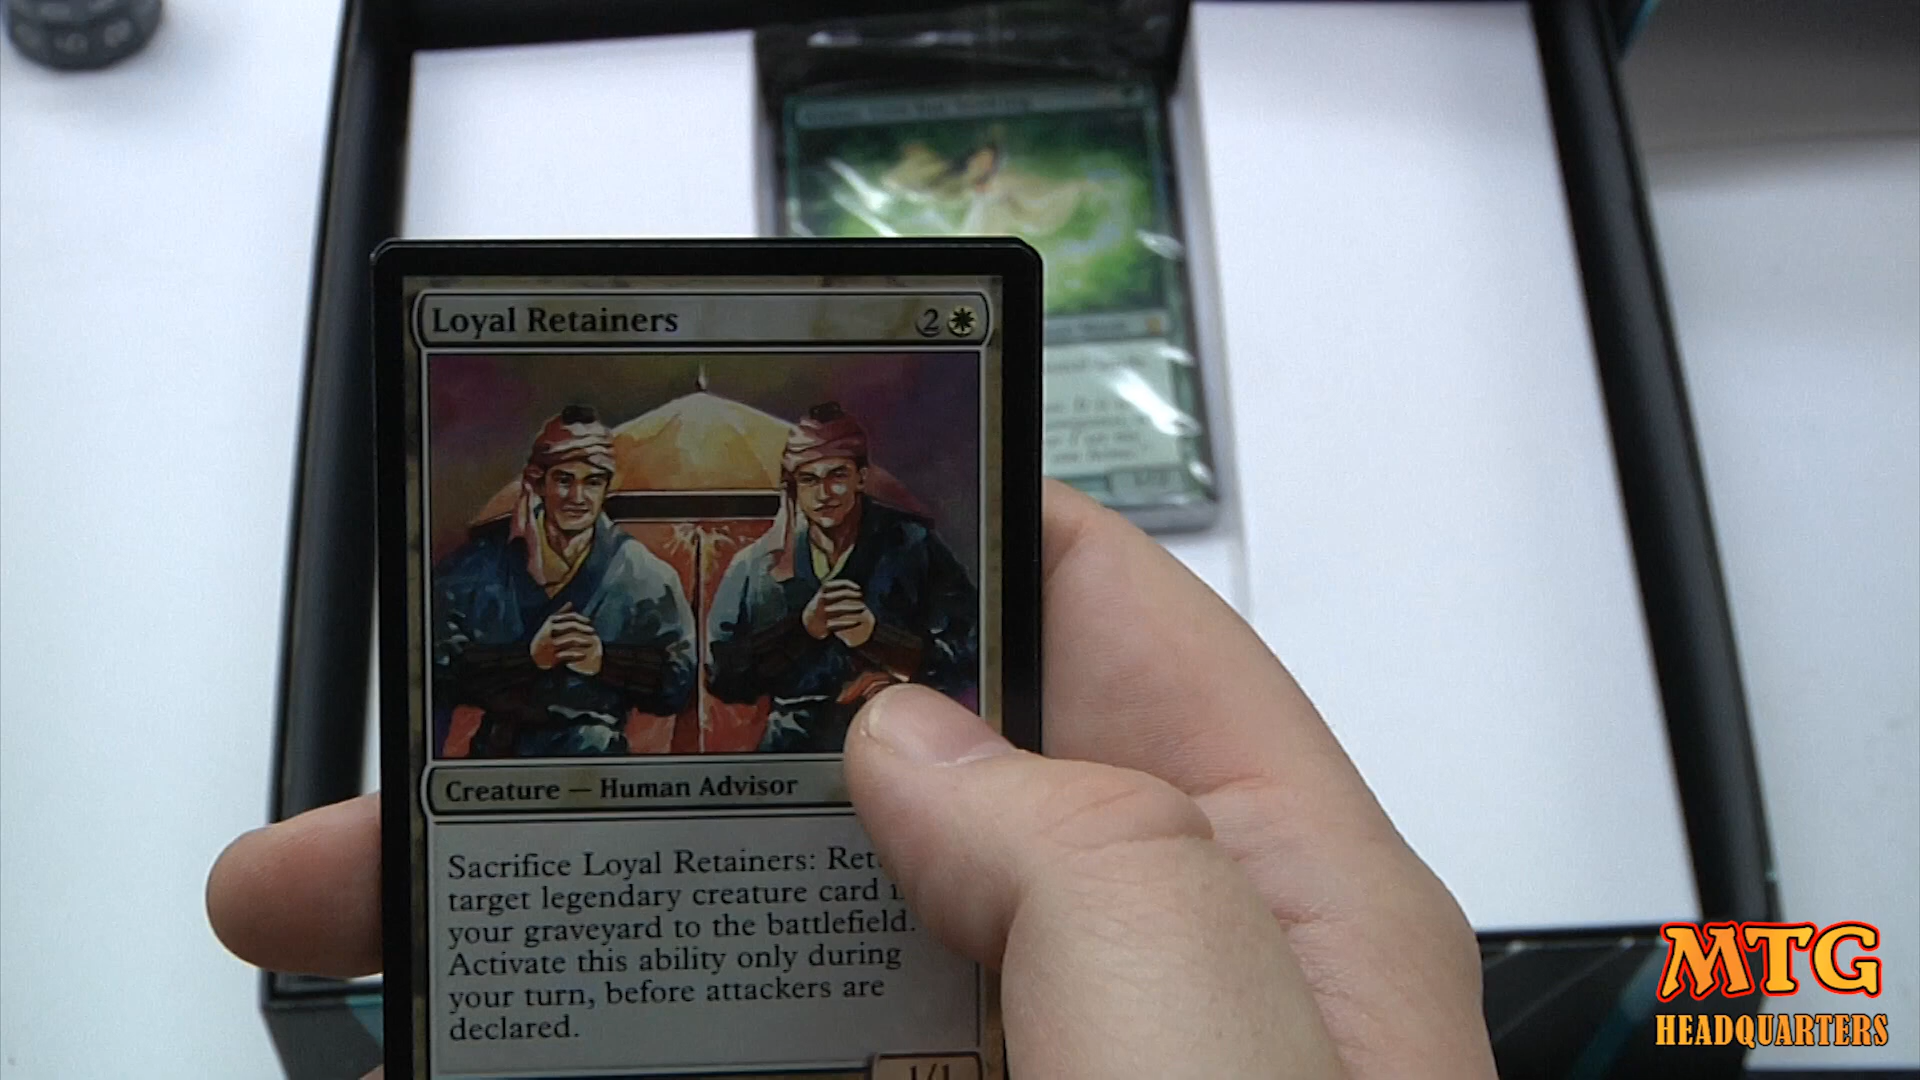 Loyal Retainers 2
Creature — Human Advisor
Sacrifice Loyal Retainers:
target legendary creature card
your graveyard to the battlefield.
Activate this ability only during
your turn, before attackers are
declared.
1/1
MTG
HEADQUARTERS